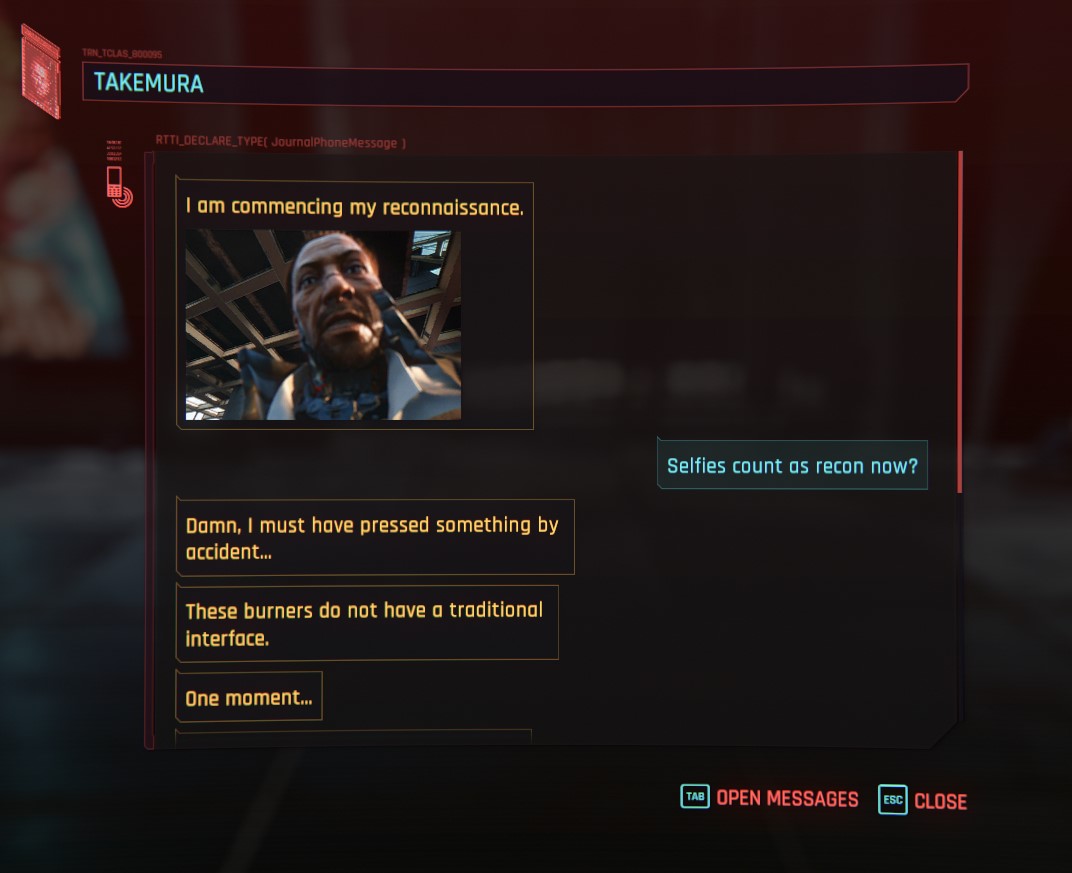 TRN_TCLAS_800095
TAKEMURA
RTTI_DECLARE_TYPE( JournalPhoneMessage )
I am commencing my reconnaissance.
Selfies count as recon now?
Damn, I must have pressed something by
accident...
These burners do not have a traditional
interface.
One moment...
TAB OPEN MESSAGES ESC CLOSE